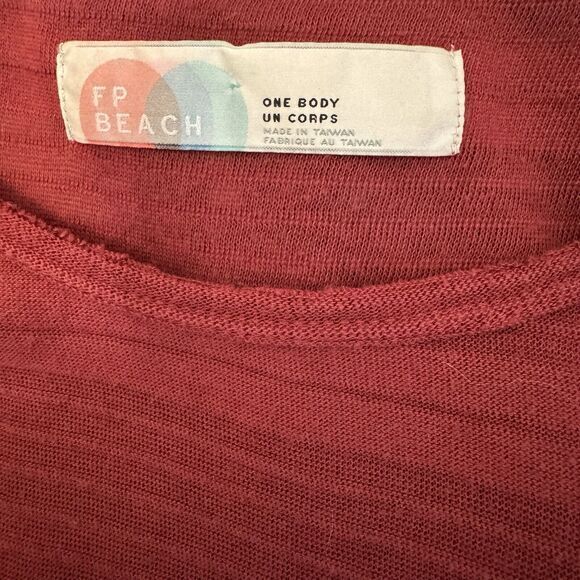 FP
BEACH
ONE BODY
UN CORPS
MADE IN TAIWAN
FABRIQUE AU TAIWAN